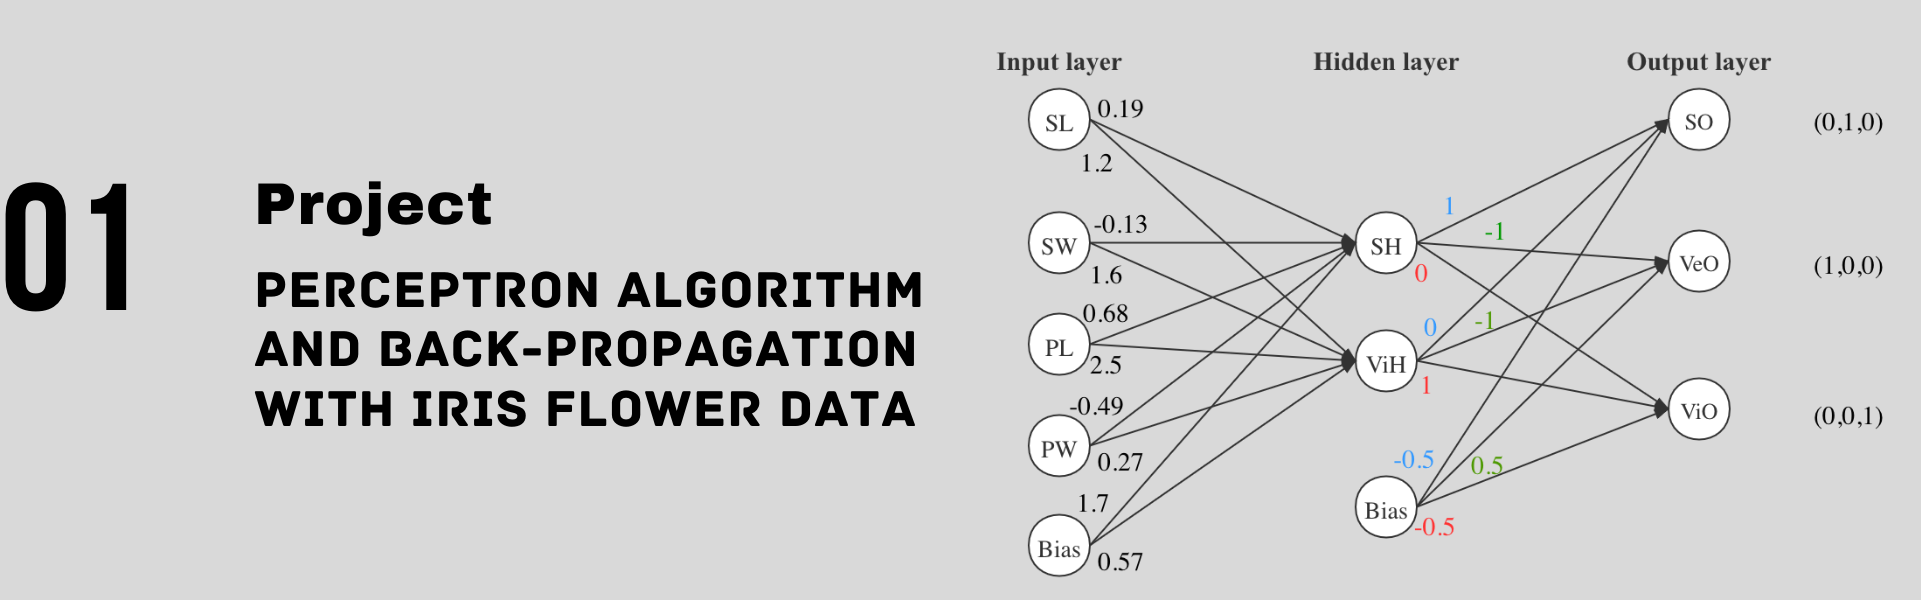 01
Project
PERCEPTRON ALGORITHM
AND BACK-PROPAGATION
WITH IRIS FLOWER DATA
Input layer
Hidden layer
Output layer
SL
0.19
1.2
SW
-0.13
1.6
PL
0.68
2.5
PW
-0.49
0.27
Bias
1.7
0.57
SH
1
-1
0
ViH
0
-1
1
Bias
-0.5
0.5
-0.5
SO
(0,1,0)
VeO
(1,0,0)
ViO
(0,0,1)